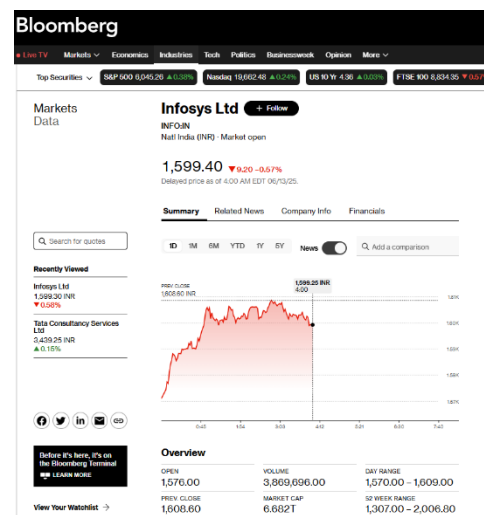 Bloomberg
Live TV Markets Economics Industries Tech Politics Businessweek Opinion More
Top Securities S&P 500 6,045.26 ▲0.38% Nasdaq 19,662.48 ▲0.24% US 10 Yr 4.36 ▲0.03% FTSE 100 8,834.35 ▼0.57
Markets
Data
Infosys Ltd + Follow
INFO:IN
Natl India (INR) · Market open
1,599.40 ▼9.20 -0.57%
Delayed price as of 4:00 AM EDT 06/13/25.
Summary Related News Company Info Financials
Search for quotes
1D 1M 6M YTD 1Y 5Y News Add a comparison
Recently Viewed
Infosys Ltd
1,599.30 INR
▼0.58%
Tata Consultancy Services
Ltd
3,439.25 INR
▲0.15%
PREV. CLOSE
1,608.60 INR
1,599.25 INR
4:00
Before it's here, it's on
the Bloomberg Terminal
LEARN MORE
View Your Watchlist →
Overview
OPEN
1,576.00
VOLUME
3,869,696.00
DAY RANGE
1,570.00 – 1,609.00
PREV. CLOSE
1,608.60
MARKET CAP
6.682T
52 WEEK RANGE
1,307.00 – 2,006.80